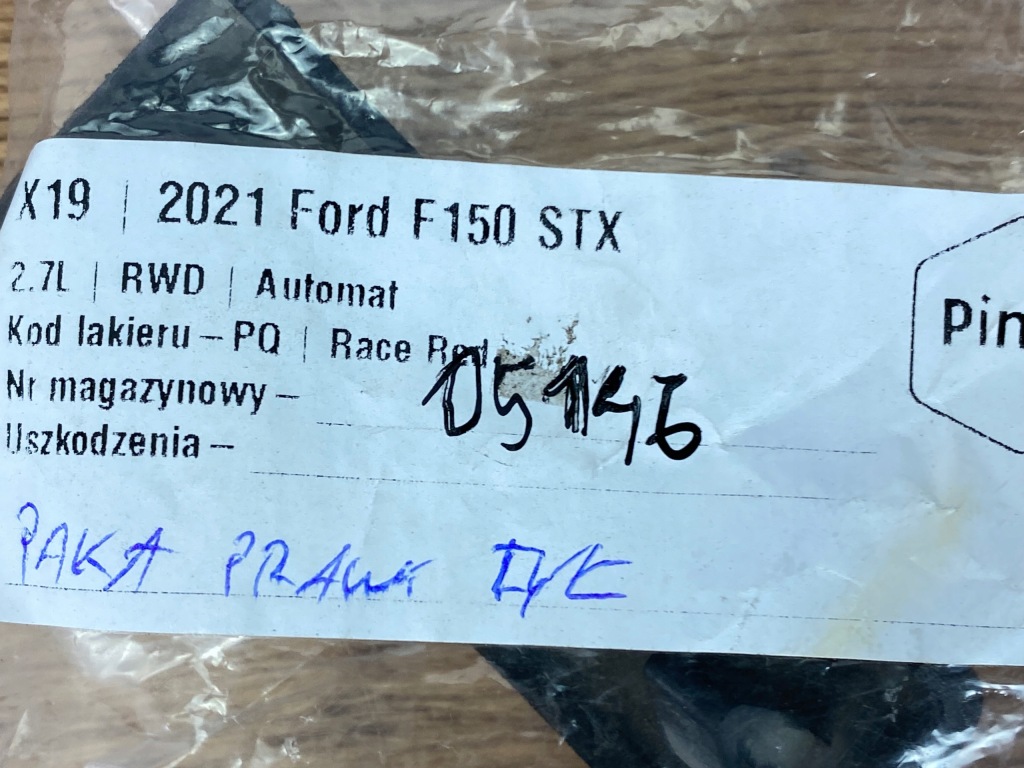 X19 | 2021 Ford F150 STX
2.7L | RWD | Automat
Kod lakieru – PQ | Race Red
Nr magazynowy – 05146
Uszkodzenia –
PAKA PRAWA TYŁ
Pin